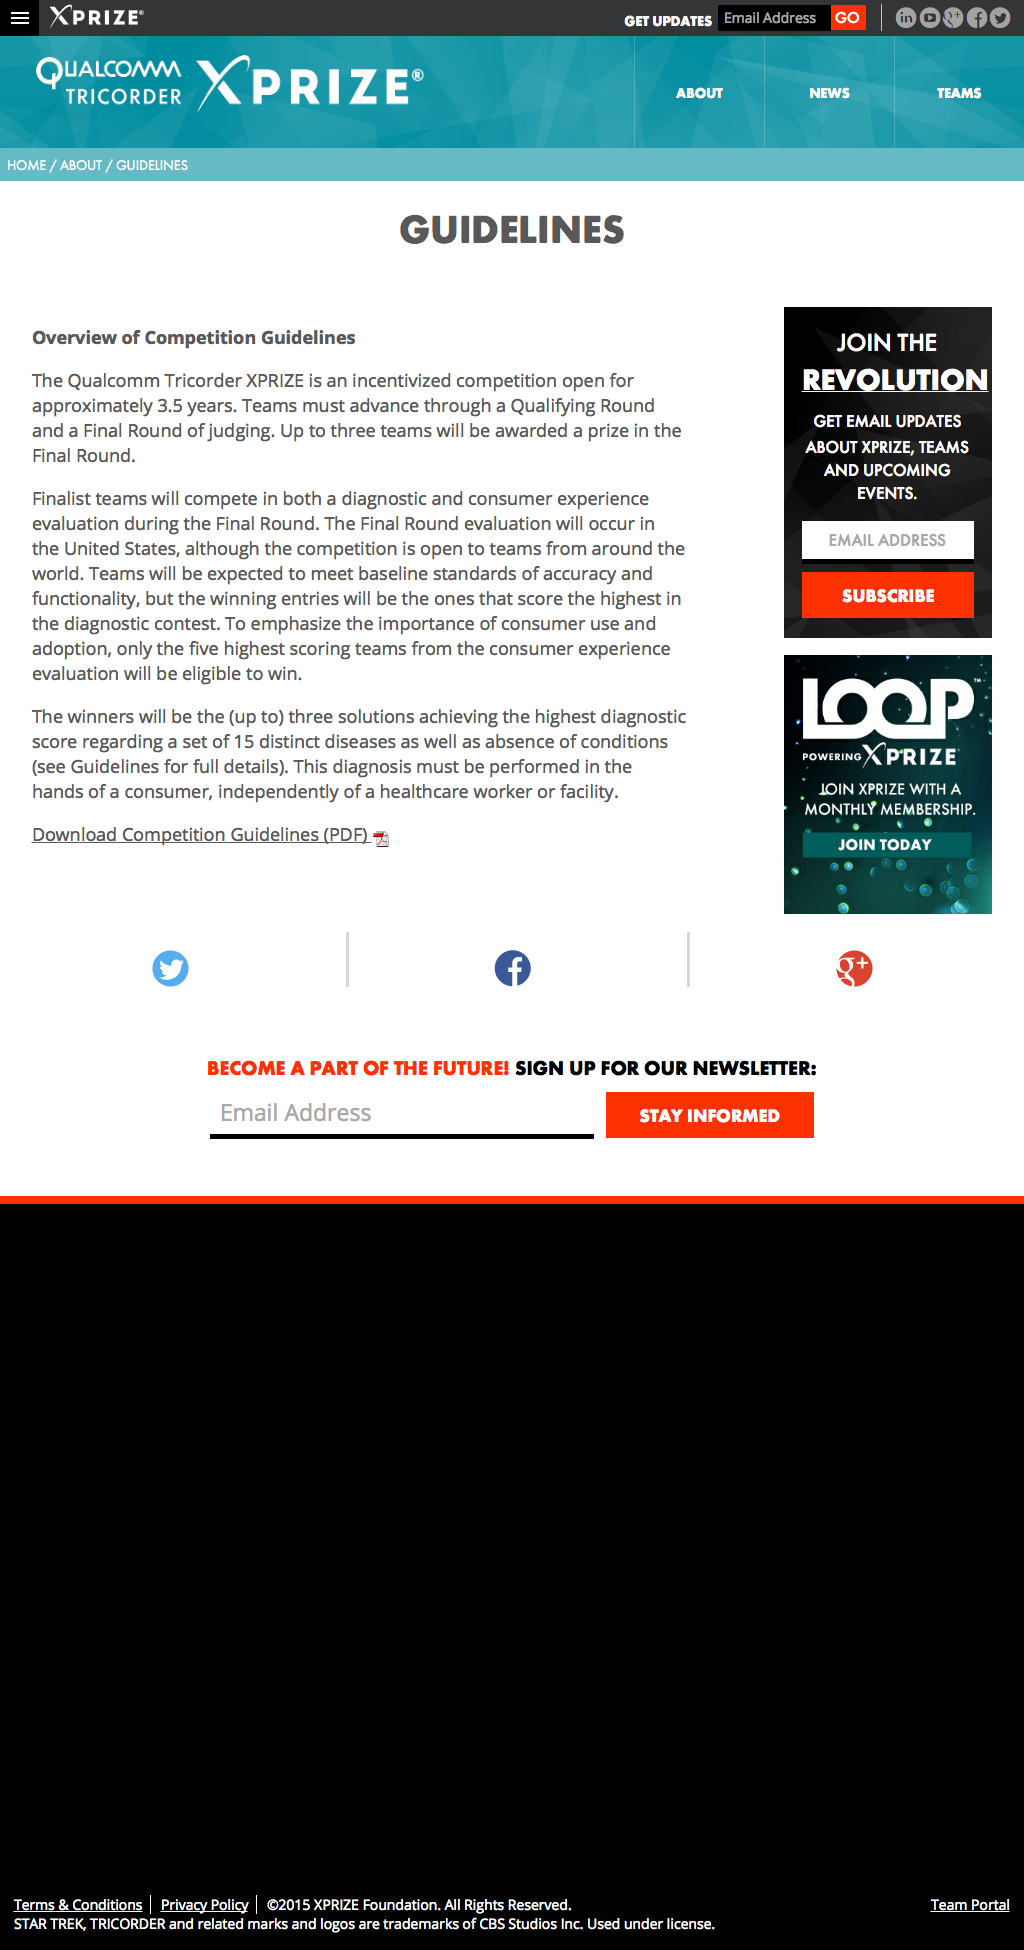 XPRIZE®
GET UPDATES Email Address GO
QUALCOMM
TRICORDER
XPRIZE®
ABOUT NEWS TEAMS
HOME / ABOUT / GUIDELINES
GUIDELINES
Overview of Competition Guidelines
The Qualcomm Tricorder XPRIZE is an incentivized competition open for
approximately 3.5 years. Teams must advance through a Qualifying Round
and a Final Round of judging. Up to three teams will be awarded a prize in the
Final Round.
Finalist teams will compete in both a diagnostic and consumer experience
evaluation during the Final Round. The Final Round evaluation will occur in
the United States, although the competition is open to teams from around the
world. Teams will be expected to meet baseline standards of accuracy and
functionality, but the winning entries will be the ones that score the highest in
the diagnostic contest. To emphasize the importance of consumer use and
adoption, only the five highest scoring teams from the consumer experience
evaluation will be eligible to win.
The winners will be the (up to) three solutions achieving the highest diagnostic
score regarding a set of 15 distinct diseases as well as absence of conditions
(see Guidelines for full details). This diagnosis must be performed in the
hands of a consumer, independently of a healthcare worker or facility.
Download Competition Guidelines (PDF)
JOIN THE
REVOLUTION
GET EMAIL UPDATES
ABOUT XPRIZE, TEAMS
AND UPCOMING
EVENTS.
EMAIL ADDRESS
SUBSCRIBE
LOOP™
POWERING XPRIZE
JOIN XPRIZE WITH A
MONTHLY MEMBERSHIP.
JOIN TODAY
BECOME A PART OF THE FUTURE! SIGN UP FOR OUR NEWSLETTER:
Email Address STAY INFORMED
Terms & Conditions Privacy Policy ©2015 XPRIZE Foundation. All Rights Reserved. Team Portal
STAR TREK, TRICORDER and related marks and logos are trademarks of CBS Studios Inc. Used under license.